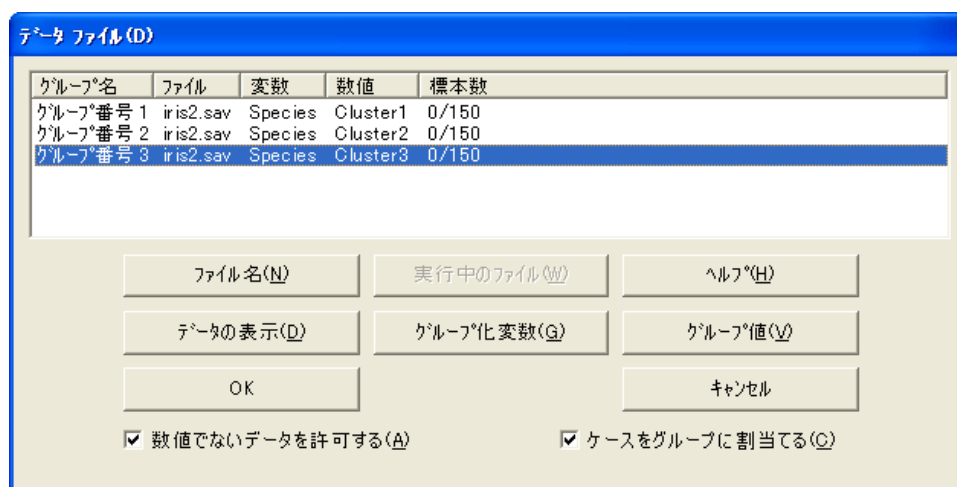 ﾃﾞｰﾀ ﾌｧｲﾙ(D)
ｸﾞﾙｰﾌﾟ名 ﾌｧｲﾙ 変数 数値 標本数
ｸﾞﾙｰﾌﾟ番号 1 iris2.sav Species Cluster1 0/150
ｸﾞﾙｰﾌﾟ番号 2 iris2.sav Species Cluster2 0/150
ｸﾞﾙｰﾌﾟ番号 3 iris2.sav Species Cluster3 0/150
ﾌｧｲﾙ名(N) 実行中のﾌｧｲﾙ(W) ﾍﾙﾌﾟ(H)
ﾃﾞｰﾀの表示(D) ｸﾞﾙｰﾌﾟ化変数(G) ｸﾞﾙｰﾌﾟ値(V)
OK ｷｬﾝｾﾙ
数値でないデータを許可する(A) ケースをグループに割当てる(C)